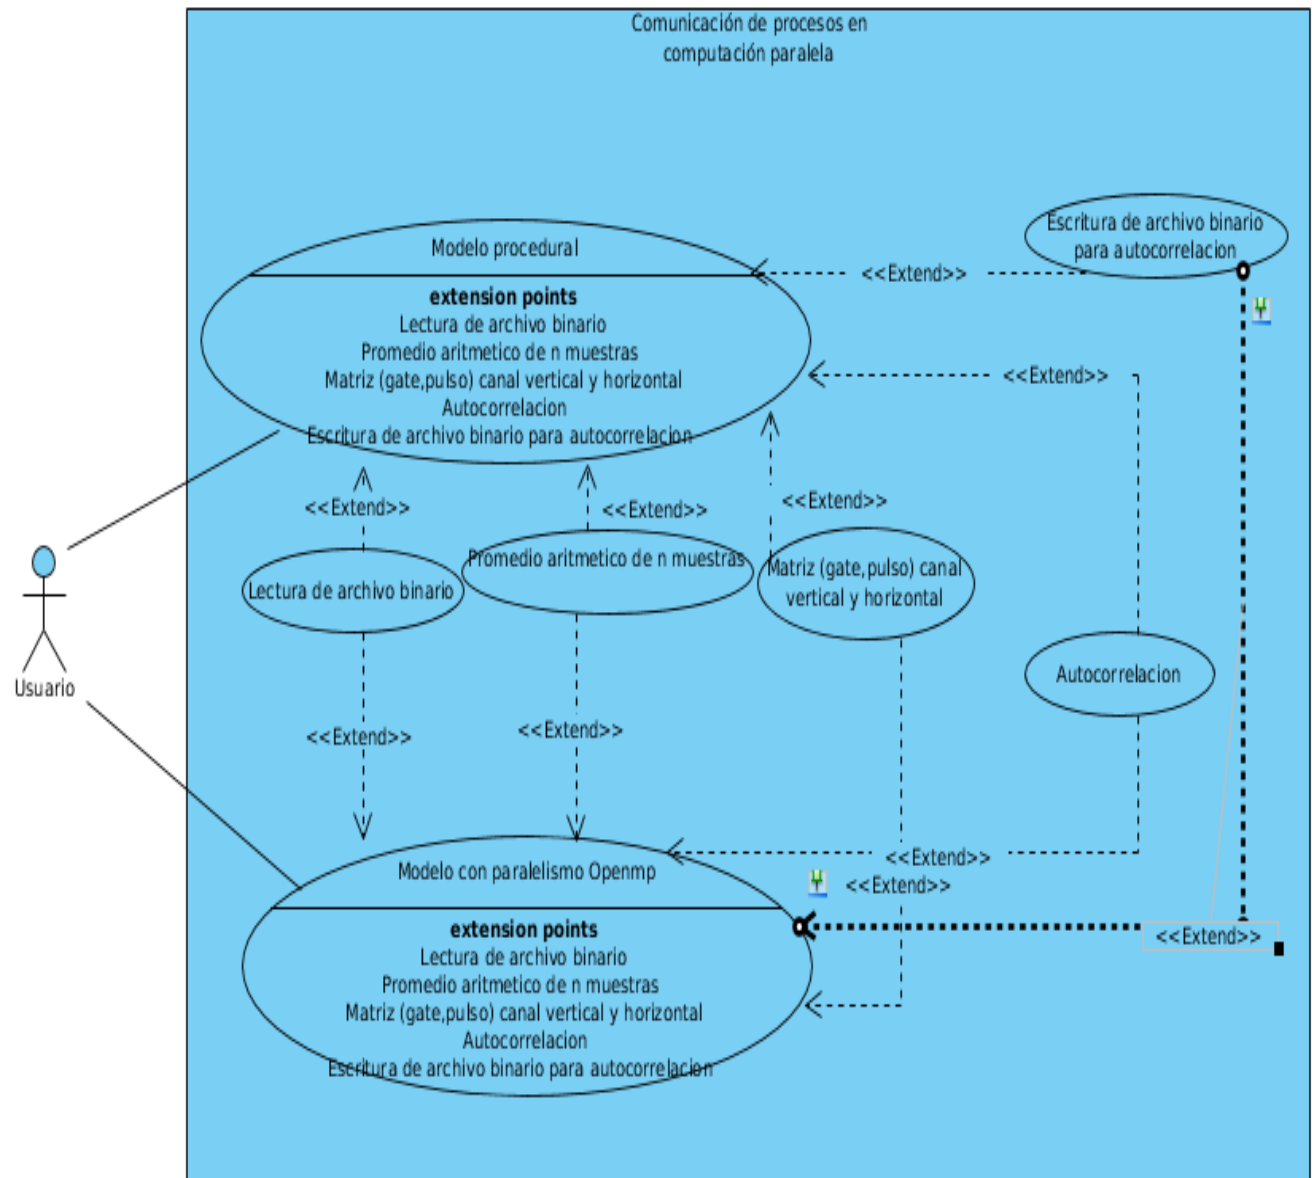 Comunicación de procesos en
computación paralela
Escritura de archivo binario
para autocorrelacion
Modelo procedural
<<Extend>>
extension points
Lectura de archivo binario
Promedio aritmetico de n muestras
Matriz (gate,pulso) canal vertical y horizontal
Autocorrelacion
Escritura de archivo binario para autocorrelacion
<<Extend>>
<<Extend>>
<<Extend>>
<<Extend>>
Lectura de archivo binario
Promedio aritmetico de n muestras
Matriz (gate,pulso) canal
vertical y horizontal
Autocorrelacion
Usuario
<<Extend>>
<<Extend>>
<<Extend>>
<<Extend>>
Modelo con paralelismo Openmp
extension points
Lectura de archivo binario
Promedio aritmetico de n muestras
Matriz (gate,pulso) canal vertical y horizontal
Autocorrelacion
Escritura de archivo binario para autocorrelacion
<<Extend>>